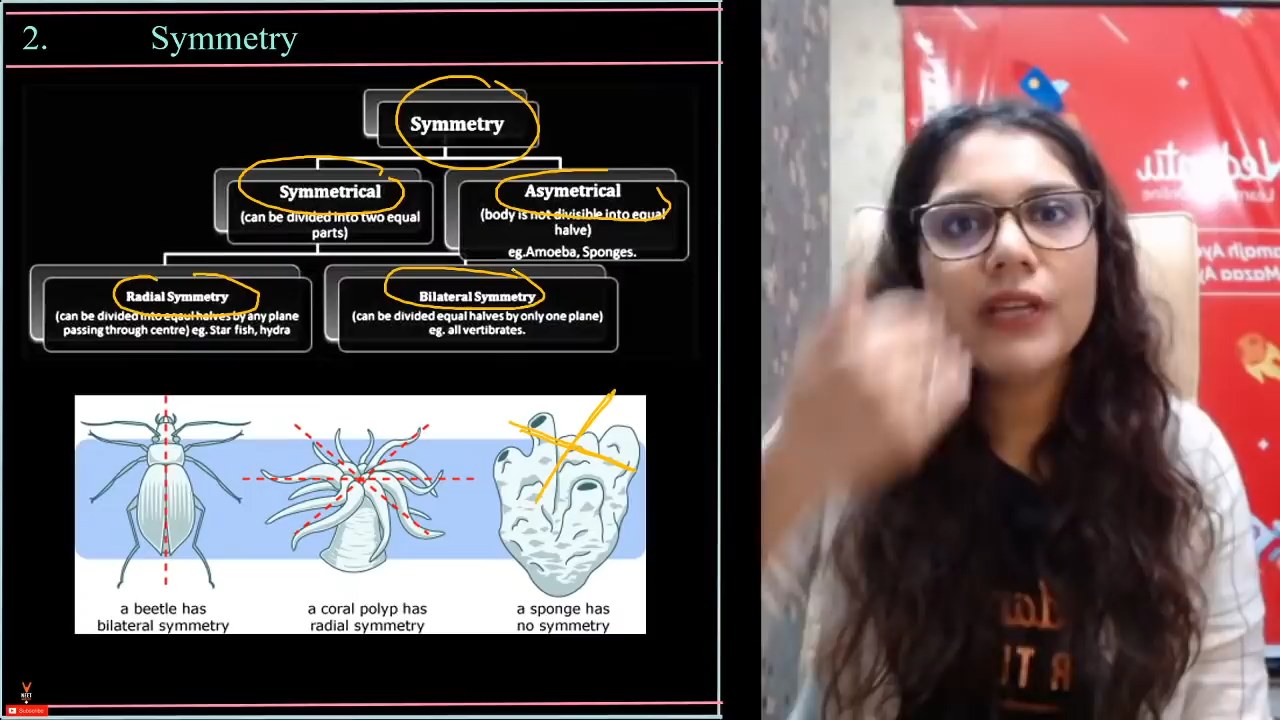 2. Symmetry
Symmetry
Symmetrical
(can be divided into two equal
parts)
Asymetrical
(body is not divisible into equal
halve)
eg.Amoeba, Sponges.
Radial Symmetry
(can be divided into eqaul halves by any plane
passing through centre) eg. Star fish, hydra
Bilateral Symmetry
(can be divided equal halves by only one plane)
eg. all vertibrates.
a beetle has
bilateral symmetry
a coral polyp has
radial symmetry
a sponge has
no symmetry
NEET
Subscribe